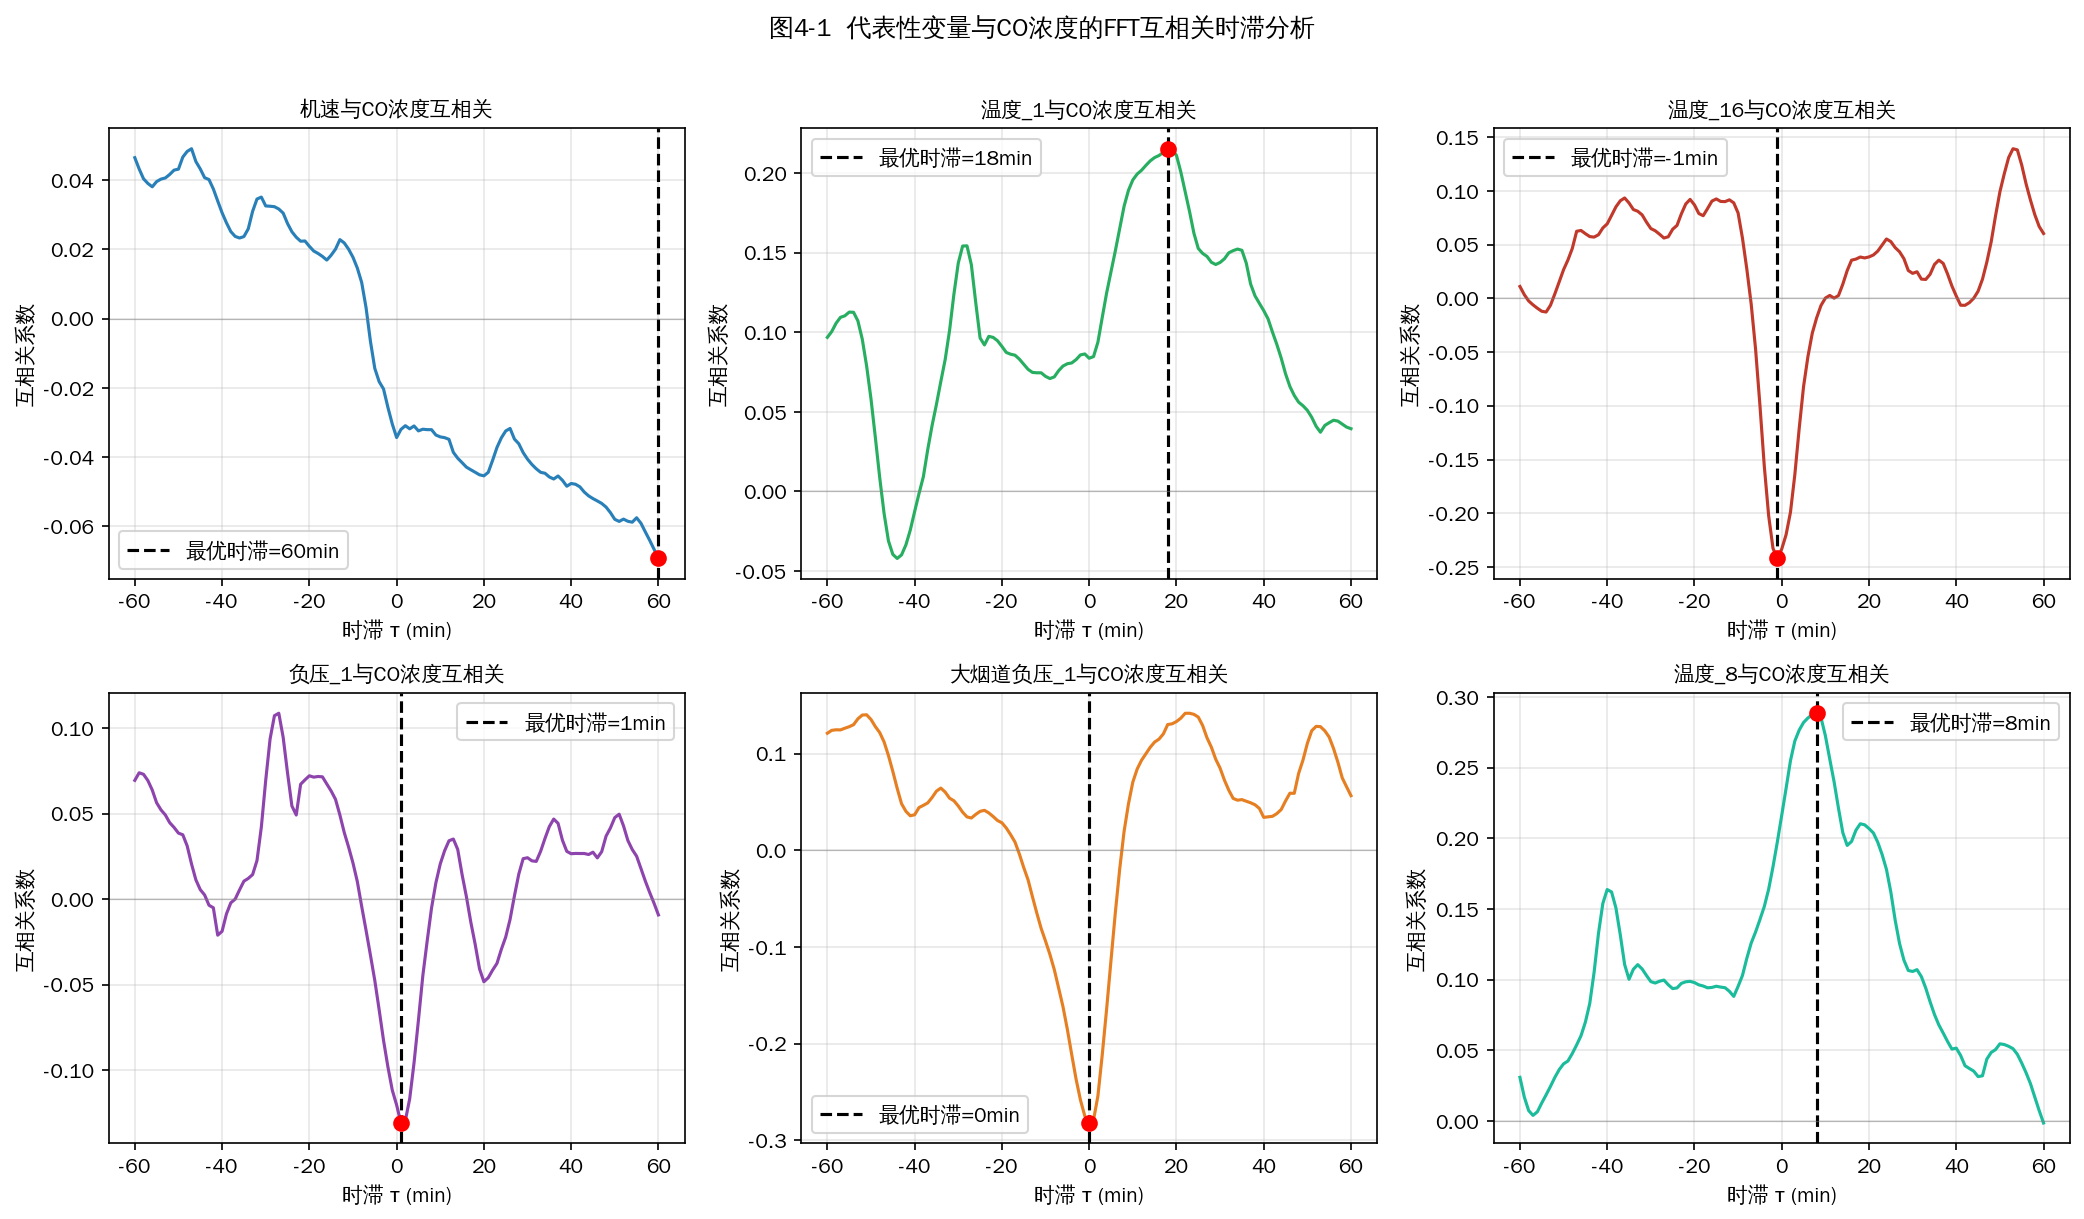 图4-1 代表性变量与CO浓度的FFT互相关时滞分析
机速与CO浓度互相关
互相关系数
0.04
0.02
0.00
-0.02
-0.04
-0.06
最优时滞=60min
-60 -40 -20 0 20 40 60
时滞 τ (min)
温度_1与CO浓度互相关
互相关系数
0.20
0.15
0.10
0.05
0.00
-0.05
最优时滞=18min
-60 -40 -20 0 20 40 60
时滞 τ (min)
温度_16与CO浓度互相关
互相关系数
0.15
0.10
0.05
0.00
-0.05
-0.10
-0.15
-0.20
-0.25
最优时滞=-1min
-60 -40 -20 0 20 40 60
时滞 τ (min)
负压_1与CO浓度互相关
互相关系数
0.10
0.05
0.00
-0.05
-0.10
最优时滞=1min
-60 -40 -20 0 20 40 60
时滞 τ (min)
大烟道负压_1与CO浓度互相关
互相关系数
0.1
0.0
-0.1
-0.2
-0.3
最优时滞=0min
-60 -40 -20 0 20 40 60
时滞 τ (min)
温度_8与CO浓度互相关
互相关系数
0.30
0.25
0.20
0.15
0.10
0.05
0.00
最优时滞=8min
-60 -40 -20 0 20 40 60
时滞 τ (min)